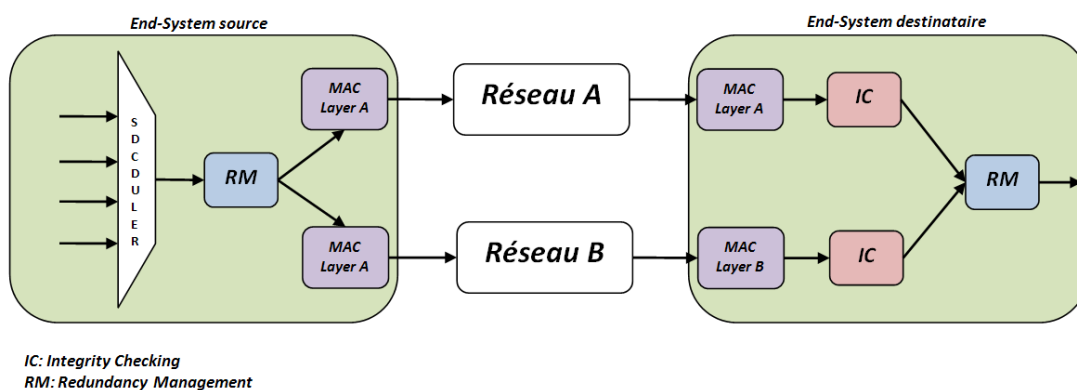 End-System source
End-System destinataire
SDCDULER
RM
MAC
Layer A
MAC
Layer A
Réseau A
Réseau B
MAC
Layer A
MAC
Layer B
IC
IC
RM
IC: Integrity Checking
RM: Redundancy Management